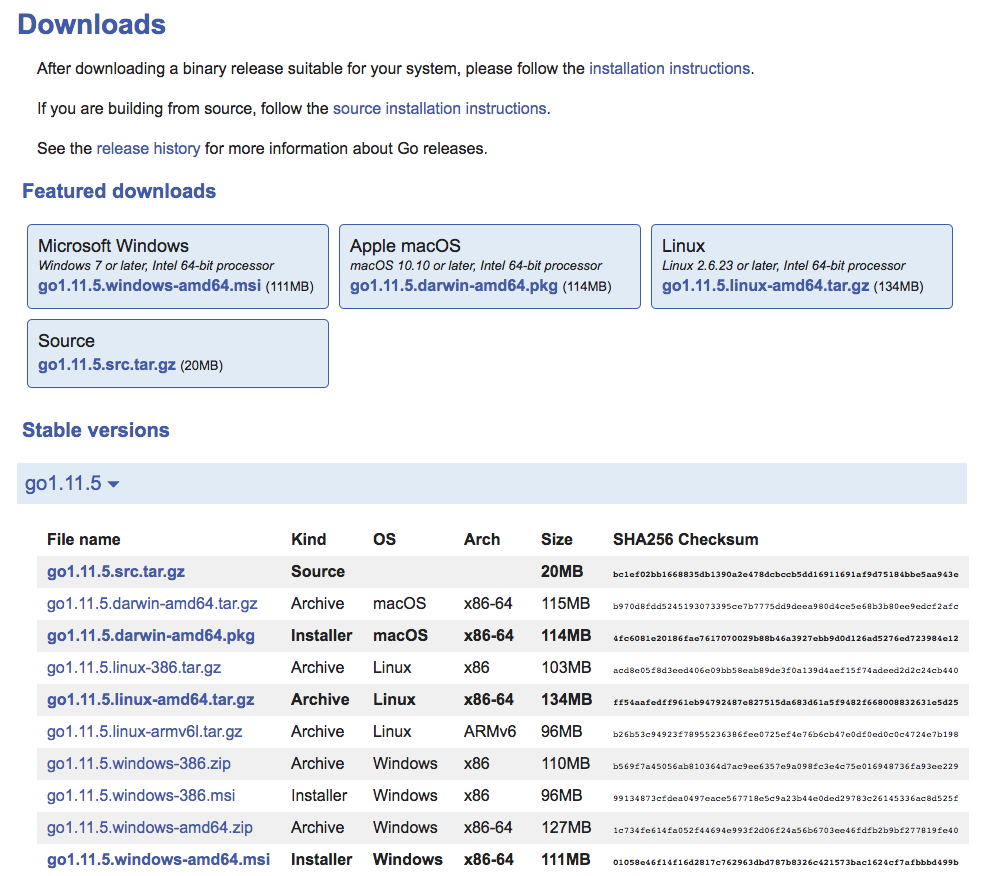 Downloads
After downloading a binary release suitable for your system, please follow the installation instructions.
If you are building from source, follow the source installation instructions.
See the release history for more information about Go releases.
Featured downloads
Microsoft Windows
Windows 7 or later, Intel 64-bit processor
go1.11.5.windows-amd64.msi (111MB)
Apple macOS
macOS 10.10 or later, Intel 64-bit processor
go1.11.5.darwin-amd64.pkg (114MB)
Linux
Linux 2.6.23 or later, Intel 64-bit processor
go1.11.5.linux-amd64.tar.gz (134MB)
Source
go1.11.5.src.tar.gz (20MB)
Stable versions
go1.11.5
File name Kind OS Arch Size SHA256 Checksum
go1.11.5.src.tar.gz Source 20MB bc1ef02bb1668835db1390a2e478dcbccb5dd16911691af9d75184bbe5aa943e
go1.11.5.darwin-amd64.tar.gz Archive macOS x86-64 115MB b970d8fdd5245193073395ce7b7775dd9deea980d4ce5e68b3b80ee9edcf2afc
go1.11.5.darwin-amd64.pkg Installer macOS x86-64 114MB 4fc6081e20186fae7617070029b88b46a3927ebb9d0d126ad5276ed723984e12
go1.11.5.linux-386.tar.gz Archive Linux x86 103MB acd8e05f8d3eed406e09bb58eab89de3f0a139d4aef15f74adeed2d2c24cb440
go1.11.5.linux-amd64.tar.gz Archive Linux x86-64 134MB ff54aafedff961eb94792487e827515da683d61a5f9482f668008832631e5d25
go1.11.5.linux-armv6l.tar.gz Archive Linux ARMv6 96MB b26b53c94923f78955236386fee0725ef4e76b6cb47e0df0ed0c0c4724e7b198
go1.11.5.windows-386.zip Archive Windows x86 110MB b569f7a45056ab810364d7ac9ee6357e9a098fc3e4c75e016948736fa93ee229
go1.11.5.windows-386.msi Installer Windows x86 96MB 99134873cfdea0497eace567718e5c9a23b44e0ded29783c26145336ac8d525f
go1.11.5.windows-amd64.zip Archive Windows x86-64 127MB 1c734fe614fa052f44694e993f2d06f24a56b6703ee46fdfb2b9bf277819fe40
go1.11.5.windows-amd64.msi Installer Windows x86-64 111MB 01058e46f14f16d2817c762963dbd787b8326c421573bac1624cf7afbbbd499b